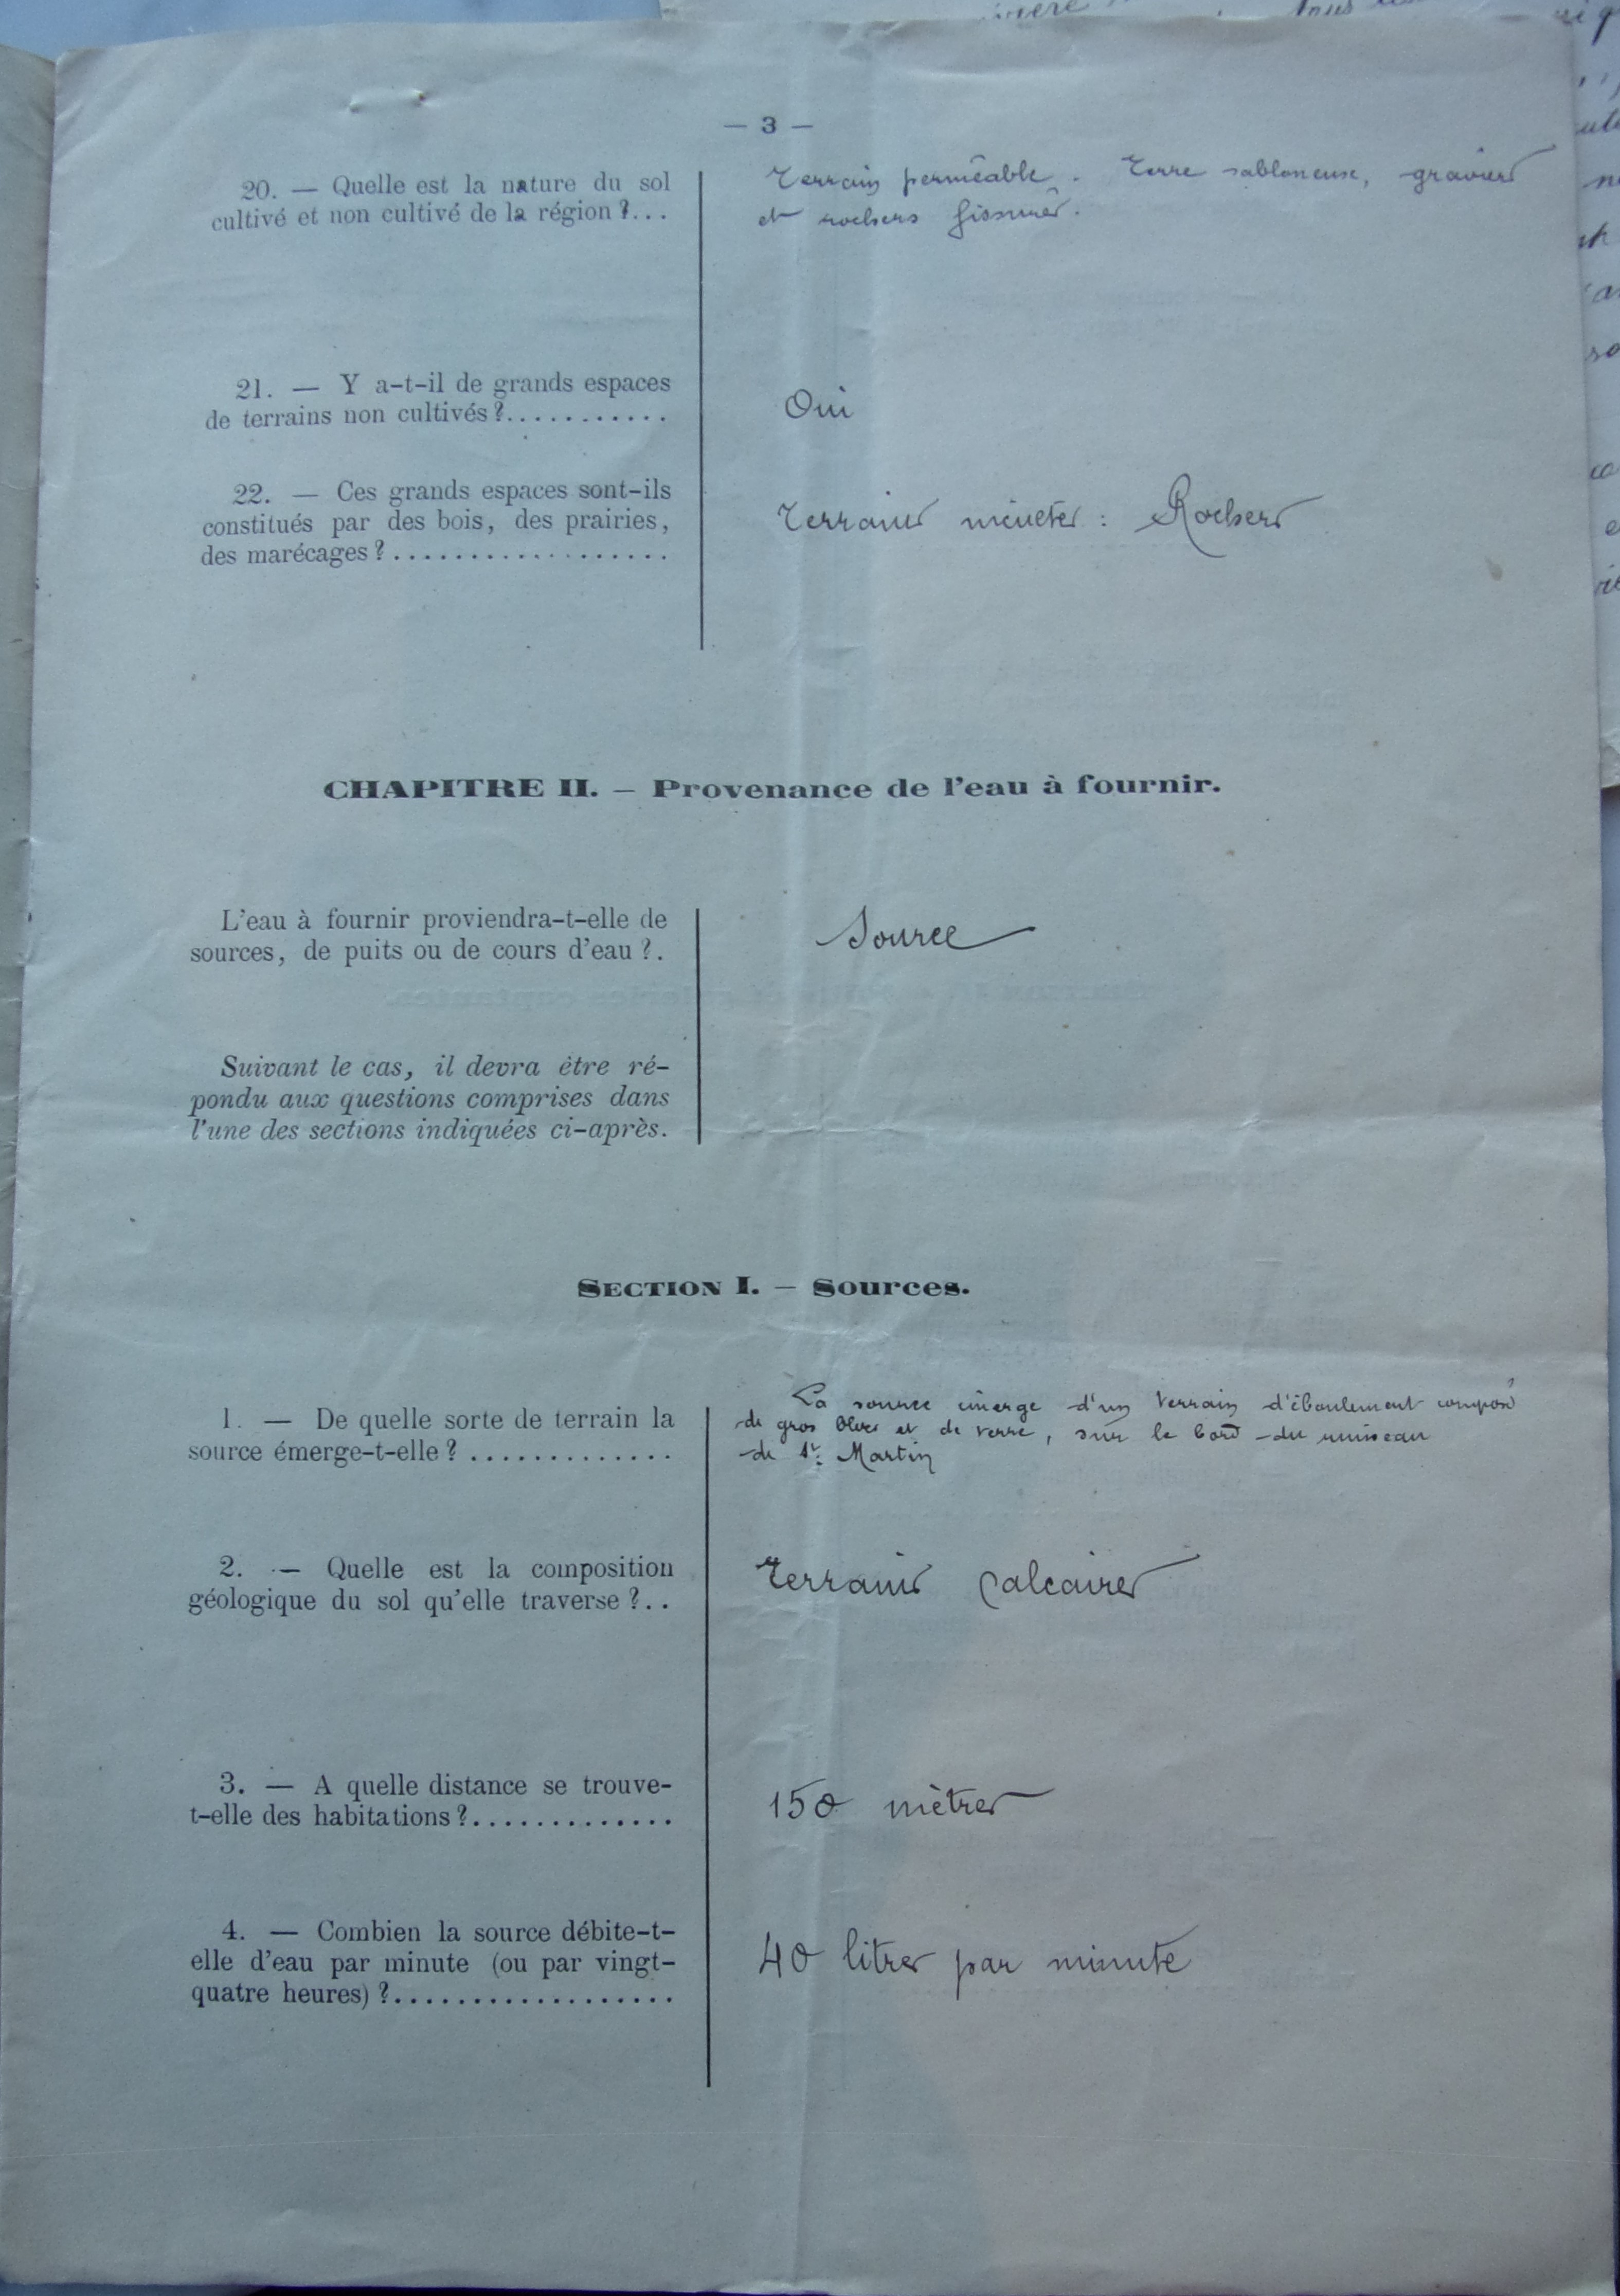 — 3 —
20. — Quelle est la nature du sol
cultivé et non cultivé de la région ?...
Terrain perméable. Terre sabloneuse, graviers
et rochers fissurés.
21. — Y a-t-il de grands espaces
de terrains non cultivés ?...........
Oui
22. — Ces grands espaces sont-ils
constitués par des bois, des prairies,
des marécages ?..................
Terrains incultes : Rochers
CHAPITRE II. — Provenance de l'eau à fournir.
L'eau à fournir proviendra-t-elle de
sources, de puits ou de cours d'eau ?.
Source
Suivant le cas, il devra être ré-
pondu aux questions comprises dans
l'une des sections indiquées ci-après.
SECTION I. — Sources.
1. — De quelle sorte de terrain la
source émerge-t-elle ? .............
La source émerge d'un terrain d'éboulement composé
de gros blocs et de terre, sur le bord du ruisseau
de St. Martin
2. — Quelle est la composition
géologique du sol qu'elle traverse ?..
Terrains calcaires
3. — A quelle distance se trouve-
t-elle des habitations ?.............
150 mètres
4. — Combien la source débite-t-
elle d'eau par minute (ou par vingt-
quatre heures) ?..................
40 litres par minute